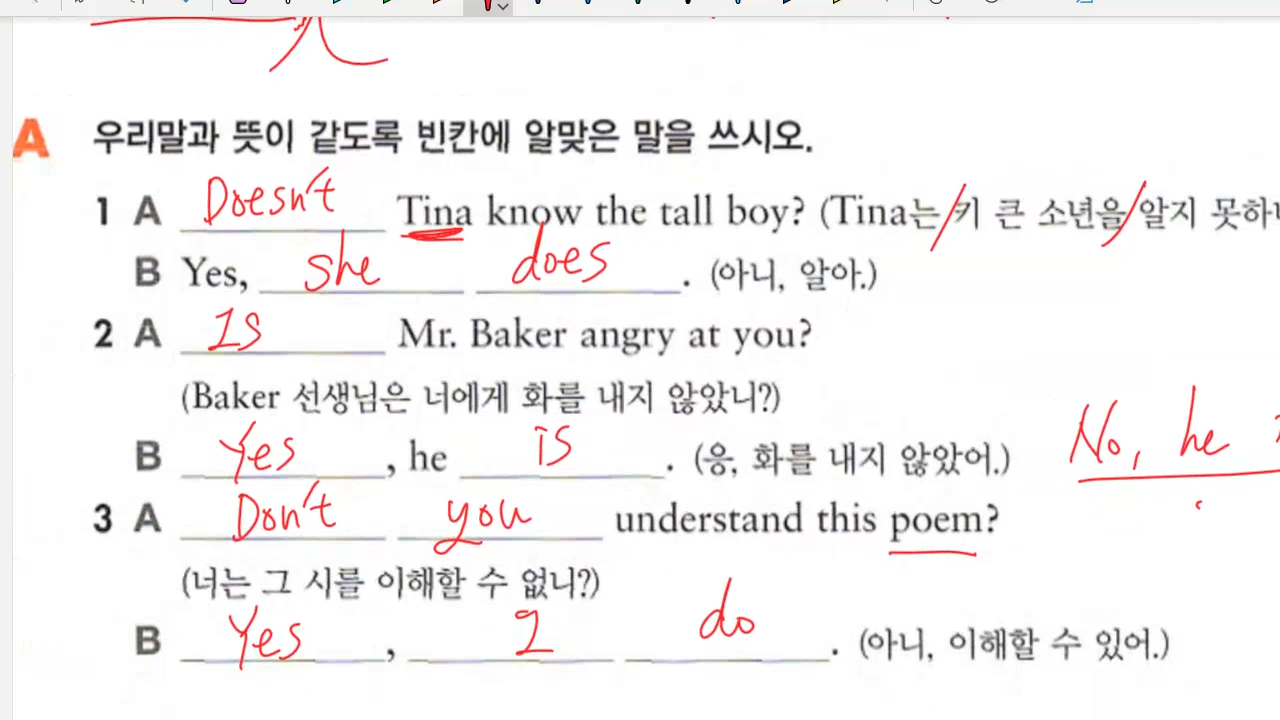 A 우리말과 뜻이 같도록 빈칸에 알맞은 말을 쓰시오.
1 A Doesn't Tina know the tall boy? (Tina는 키 큰 소년을 알지 못하니
B Yes, she does. (아니, 알아.)
2 A Is Mr. Baker angry at you?
(Baker 선생님은 너에게 화를 내지 않았니?)
B Yes, he is. (응, 화를 내지 않았어.) No, he
3 A Don't you understand this poem?
(너는 그 시를 이해할 수 없니?)
B Yes, I do. (아니, 이해할 수 있어.)